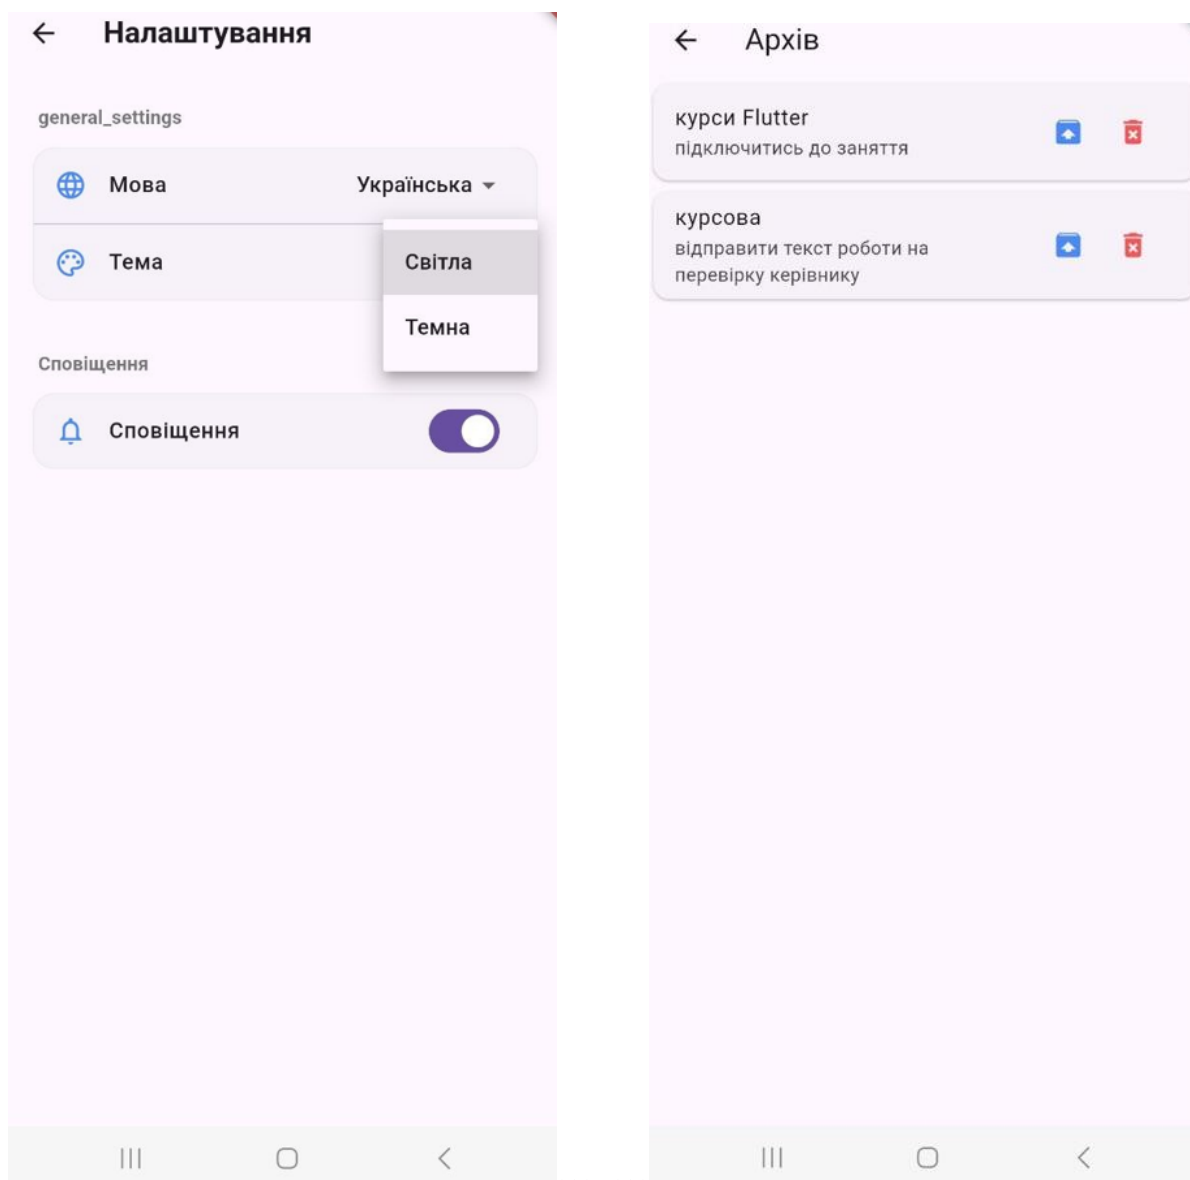 Налаштування
general_settings
Мова
Українська
Тема
Світла
Темна
Сповіщення
Сповіщення
Архів
курси Flutter
підключитись до заняття
курсова
відправити текст роботи на
перевірку керівнику